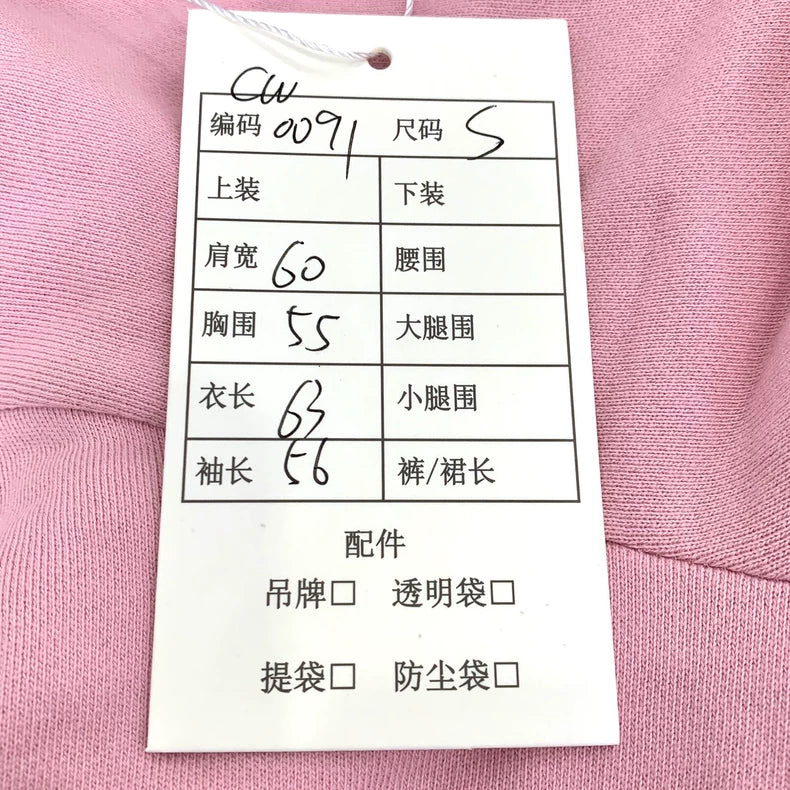 CW
编码 0091 尺码 S
上装 下装
肩宽 60 腰围
胸围 55 大腿围
衣长 63 小腿围
袖长 56 裤/裙长
配件
吊牌□ 透明袋□
提袋□ 防尘袋□